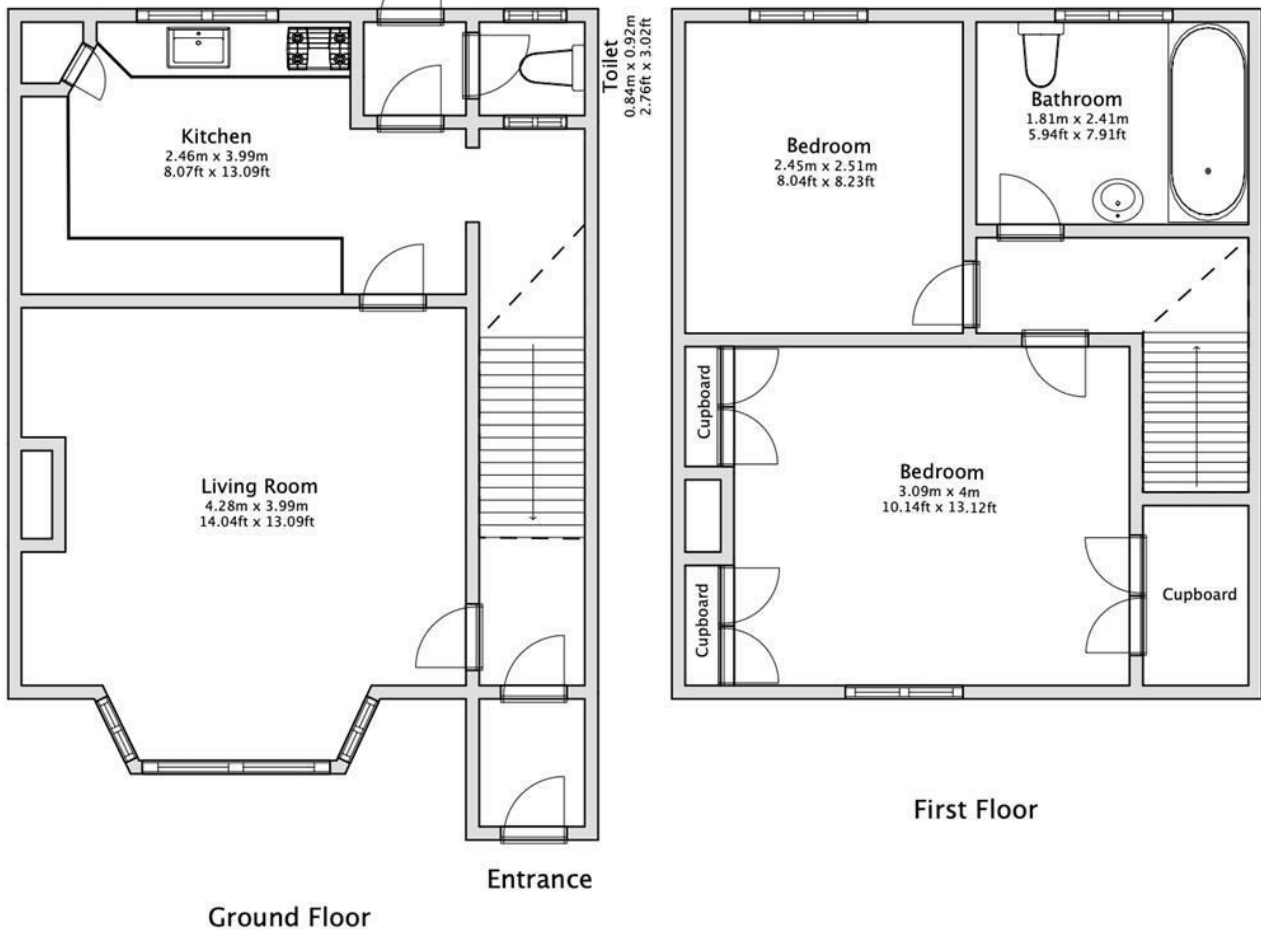 Kitchen
2.46m x 3.99m
8.07ft x 13.09ft
Toilet
0.84m x 0.92m
2.76ft x 3.02ft
Living Room
4.28m x 3.99m
14.04ft x 13.09ft
Entrance
Ground Floor
Bedroom
2.45m x 2.51m
8.04ft x 8.23ft
Bathroom
1.81m x 2.41m
5.94ft x 7.91ft
Cupboard
Bedroom
3.09m x 4m
10.14ft x 13.12ft
Cupboard
Cupboard
First Floor